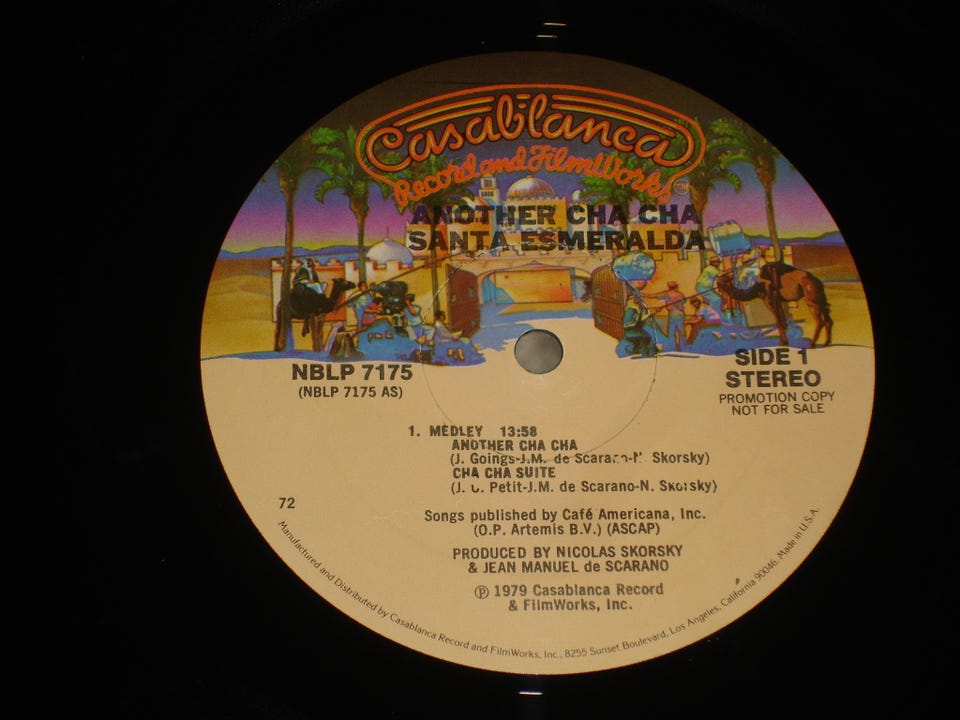 Casablanca
Record and FilmWorks
ANOTHER CHA CHA
SANTA ESMERALDA
NBLP 7175
(NBLP 7175 AS)
SIDE 1
STEREO
PROMOTION COPY
NOT FOR SALE
1. MEDLEY 13:58
ANOTHER CHA CHA
(J. Goings-J.M. de Scarano-N. Skorsky)
CHA CHA SUITE
(J. C. Petit-J.M. de Scarano-N. Skorsky)
72
Songs published by Café Americana, Inc.
(O.P. Artemis B.V.) (ASCAP)
PRODUCED BY NICOLAS SKORSKY
& JEAN MANUEL de SCARANO
℗ 1979 Casablanca Record
& FilmWorks, Inc.
Manufactured and Distributed by Casablanca Record and FilmWorks, Inc., 8255 Sunset Boulevard, Los Angeles, California 90046. Made in U.S.A.